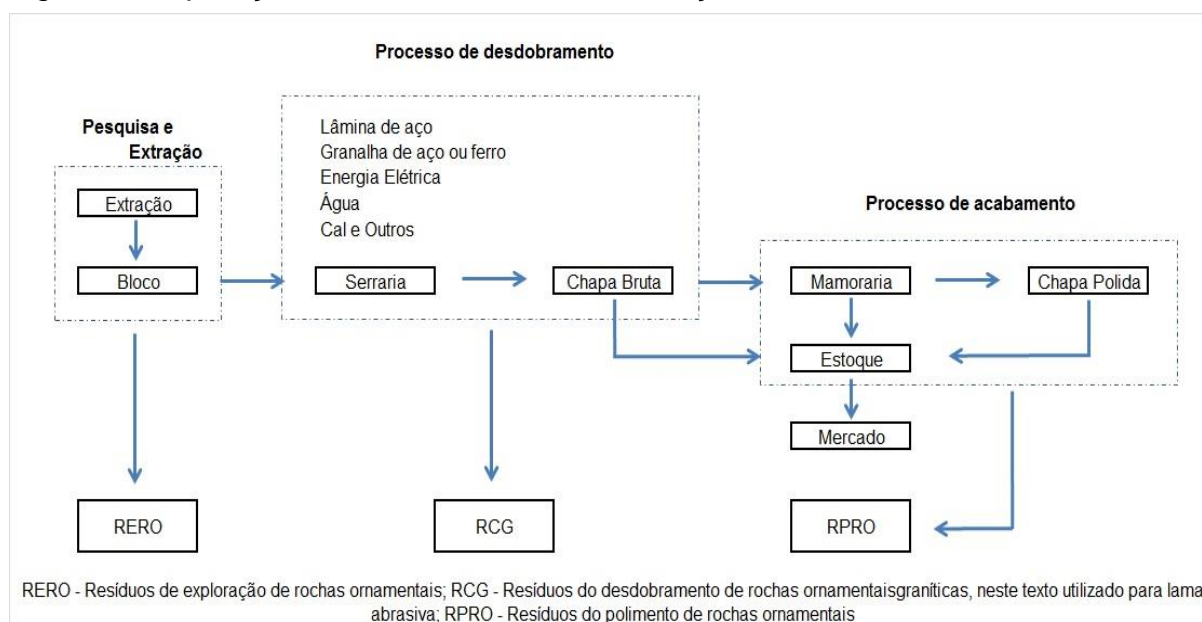 Processo de desdobramento
Pesquisa e
Extração
Extração
Bloco
Lâmina de aço
Granalha de aço ou ferro
Energia Elétrica
Água
Cal e Outros
Serraria
Chapa Bruta
Processo de acabamento
Mamoraria
Chapa Polida
Estoque
Mercado
RERO
RCG
RPRO
RERO - Resíduos de exploração de rochas ornamentais; RCG - Resíduos do desdobramento de rochas ornamentaisgraníticas, neste texto utilizado para lama
abrasiva; RPRO - Resíduos do polimento de rochas ornamentais